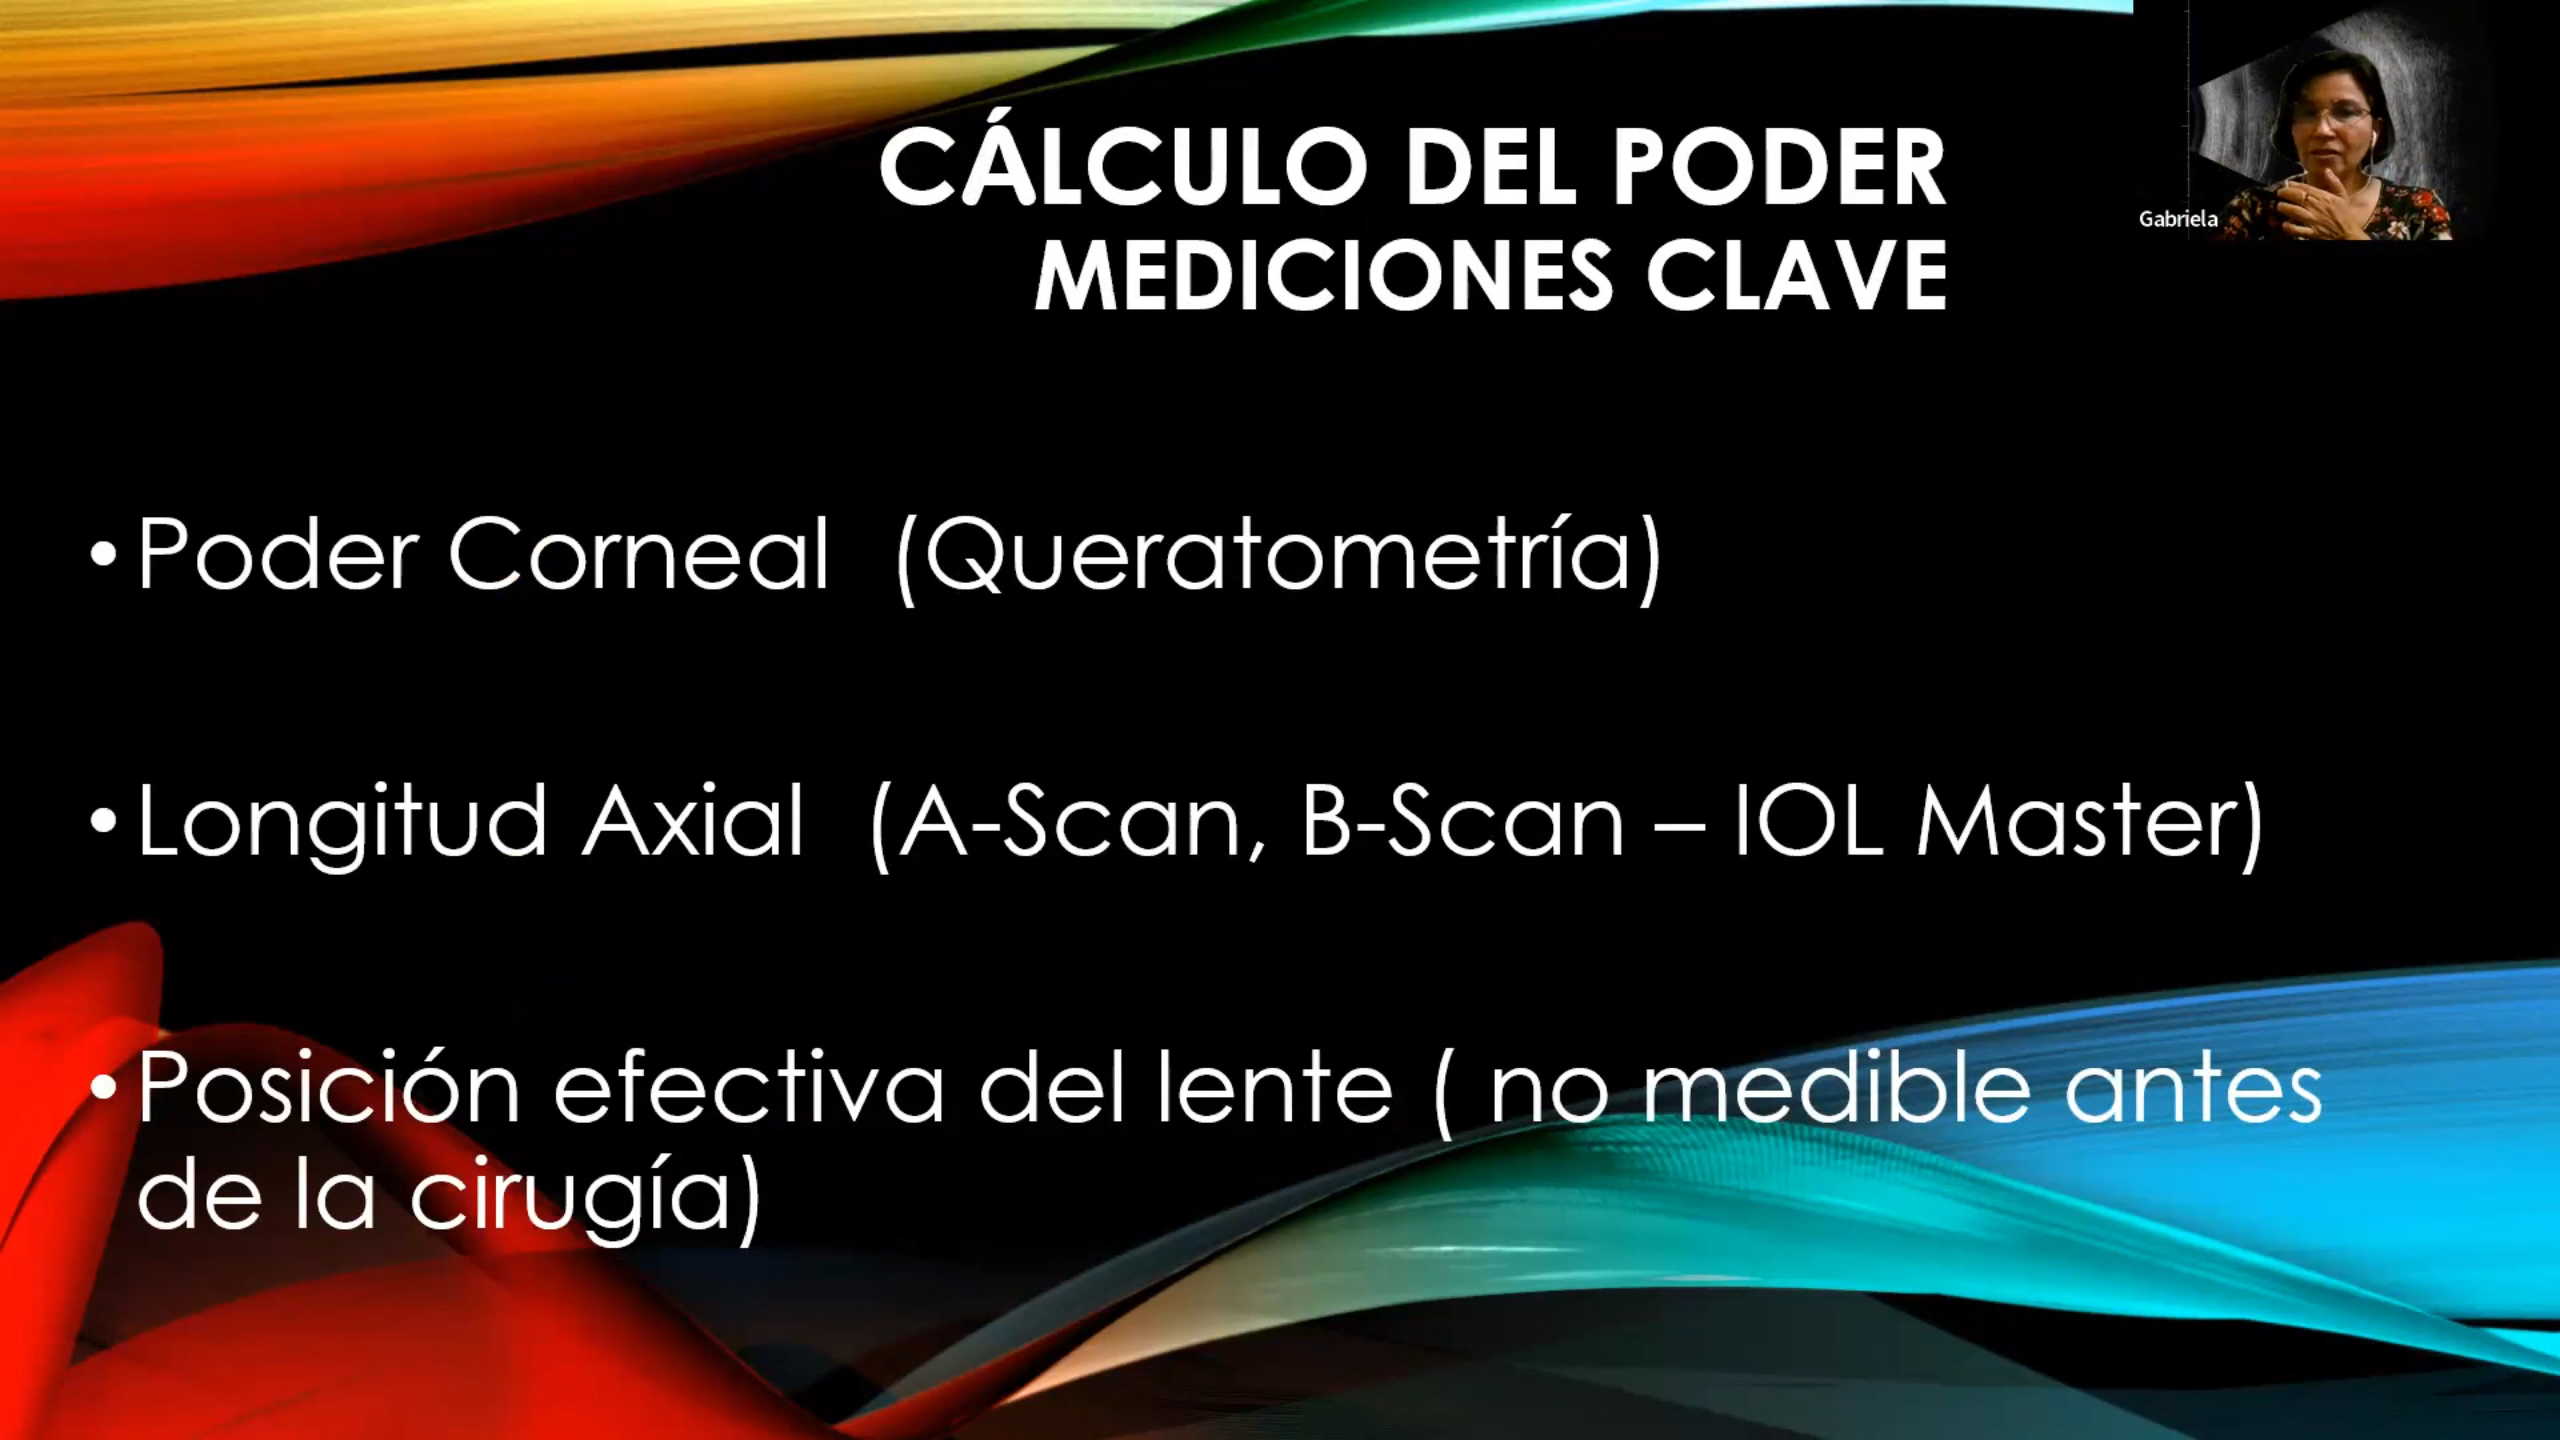 CÁLCULO DEL PODER
MEDICIONES CLAVE
Gabriela
•Poder Corneal  (Queratometría)
•Longitud Axial  (A-Scan, B-Scan – IOL Master)
•Posición efectiva del lente ( no medible antes
de la cirugía)